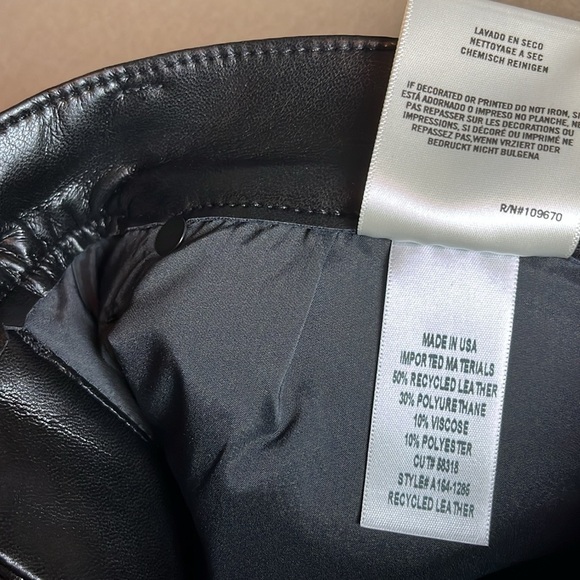 LAVADO EN SECO
NETTOYAGE A SEC
CHEMISCH REINIGEN
IF DECORATED OR PRINTED DO NOT IRON, SI
ESTÁ ADORNADO O IMPRESO NO PLANCHE, NE
PAS REPASSER SUR LES DECORATIONS OU
IMPRESSIONS, SI DÉCORÉ OU IMPRIMÉ NE
REPASSEZ PAS,WENN VRZIERT ODER
BEDRUCKT NICHT BULGENA
R/N#109670
MADE IN USA
IMPORTED MATERIALS
50% RECYCLED LEATHER
30% POLYURETHANE
10% VISCOSE
10% POLYESTER
CUT# 58318
STYLE# A164-1285
RECYCLED LEATHER